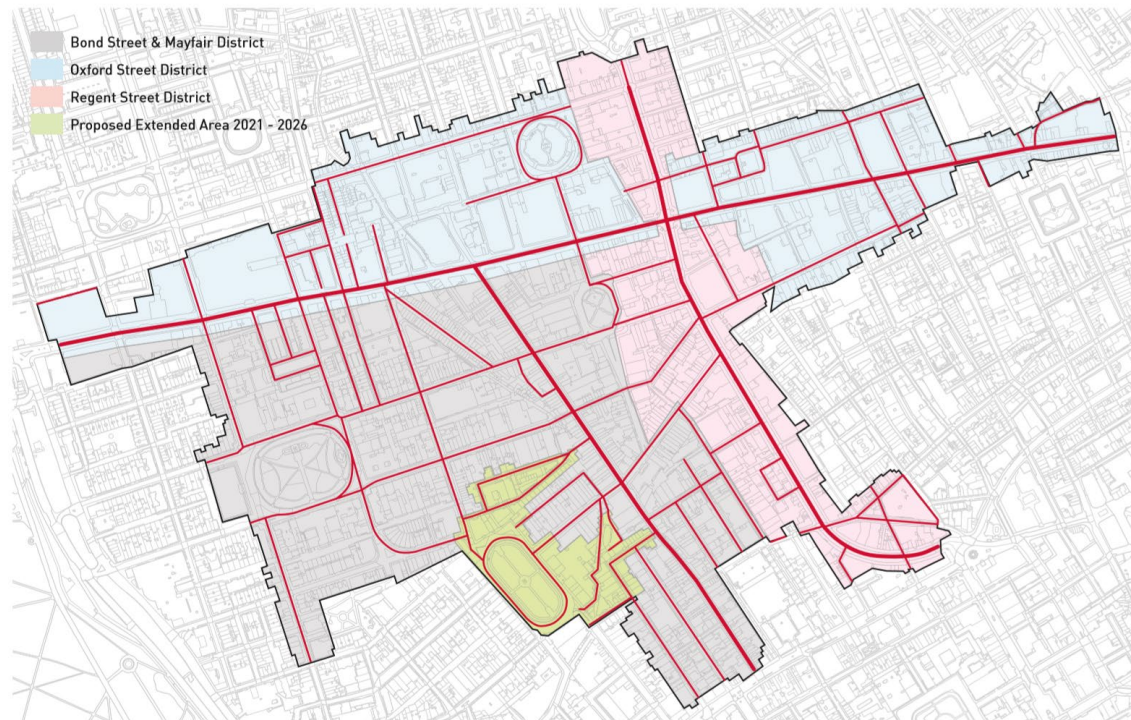 Bond Street & Mayfair District
Oxford Street District
Regent Street District
Proposed Extended Area 2021 - 2026